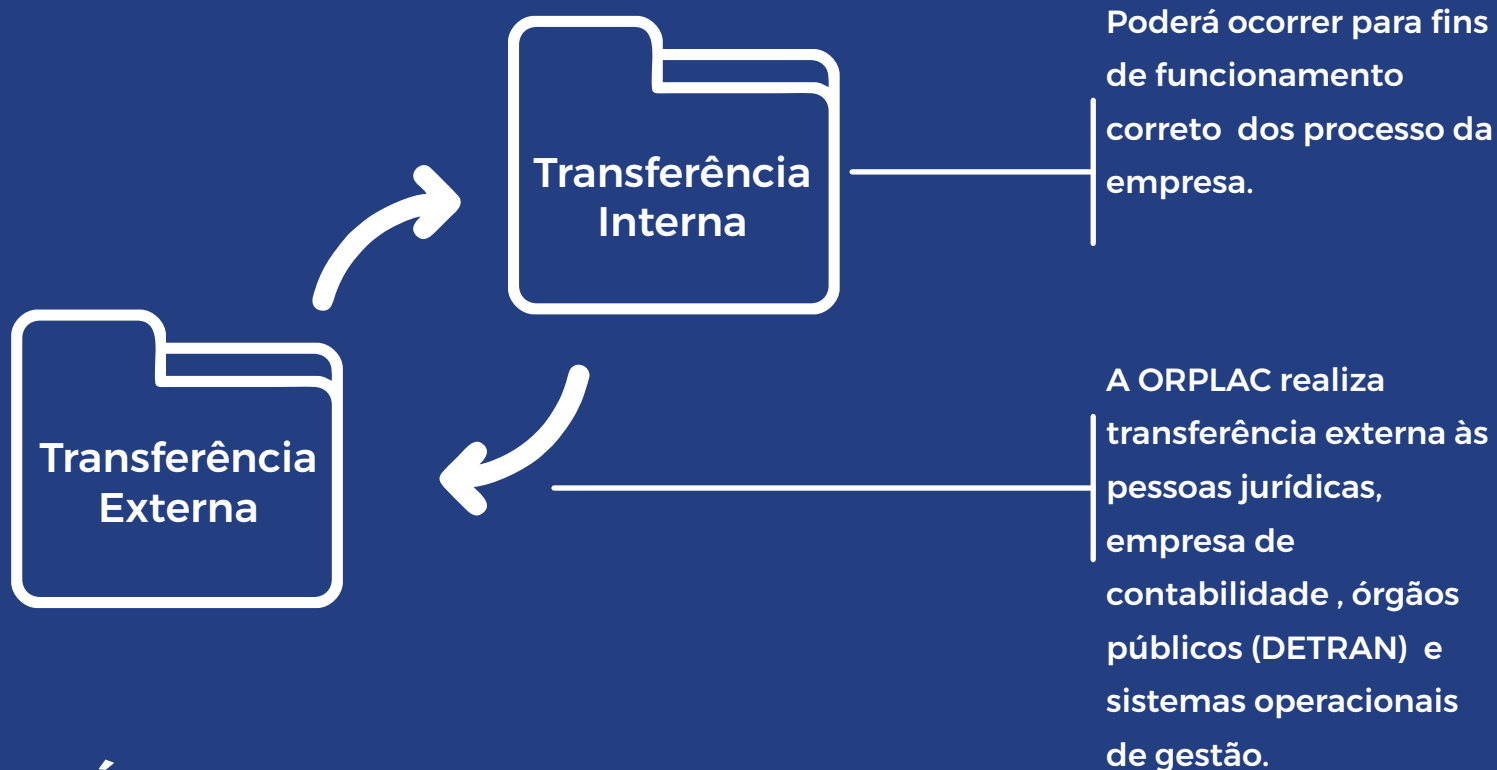 Poderá ocorrer para fins
de funcionamento
correto dos processo da
empresa.
Transferência
Interna
A ORPLAC realiza
transferência externa às
pessoas jurídicas,
empresa de
contabilidade , órgãos
públicos (DETRAN) e
sistemas operacionais
de gestão.
Transferência
Externa